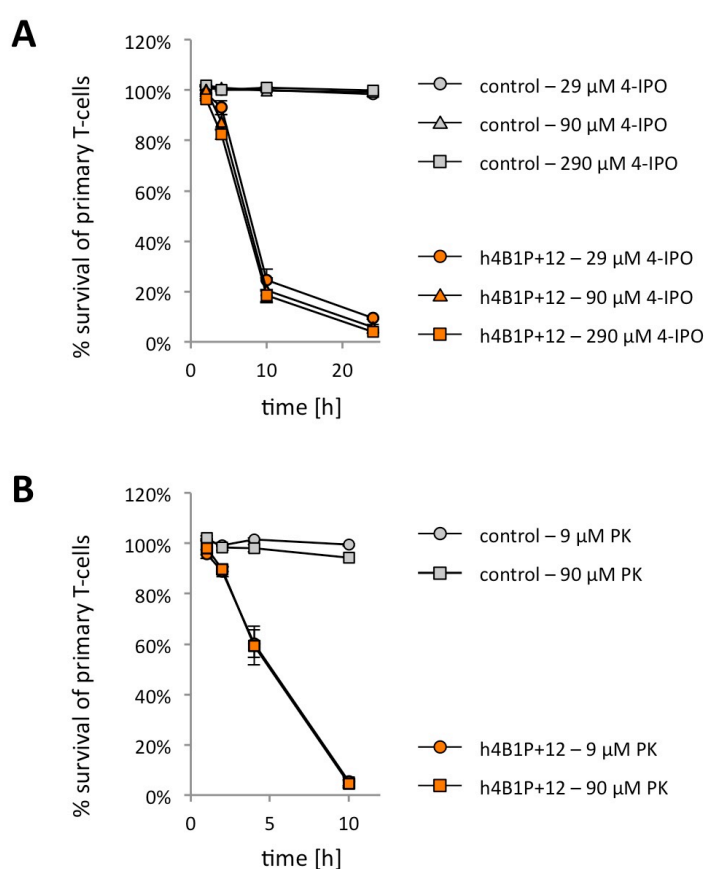 A
% survival of primary T-cells
120%
100%
80%
60%
40%
20%
0%
0 10 20
time [h]
control – 29 µM 4-IPO
control – 90 µM 4-IPO
control – 290 µM 4-IPO
h4B1P+12 – 29 µM 4-IPO
h4B1P+12 – 90 µM 4-IPO
h4B1P+12 – 290 µM 4-IPO
B
% survival of primary T-cells
120%
100%
80%
60%
40%
20%
0%
0 5 10
time [h]
control – 9 µM PK
control – 90 µM PK
h4B1P+12 – 9 µM PK
h4B1P+12 – 90 µM PK